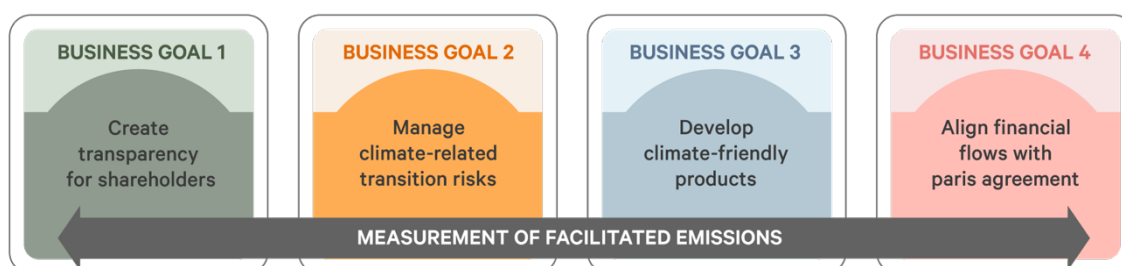 BUSINESS GOAL 1
Create
transparency
for shareholders
BUSINESS GOAL 2
Manage
climate-related
transition risks
BUSINESS GOAL 3
Develop
climate-friendly
products
BUSINESS GOAL 4
Align financial
flows with
paris agreement
MEASUREMENT OF FACILITATED EMISSIONS